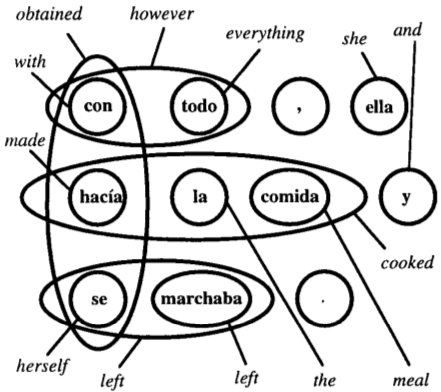 obtained
however
everything
she
and
with
con todo , ella
made
hacía la comida y
cooked
se marchaba .
herself
left
left
the
meal